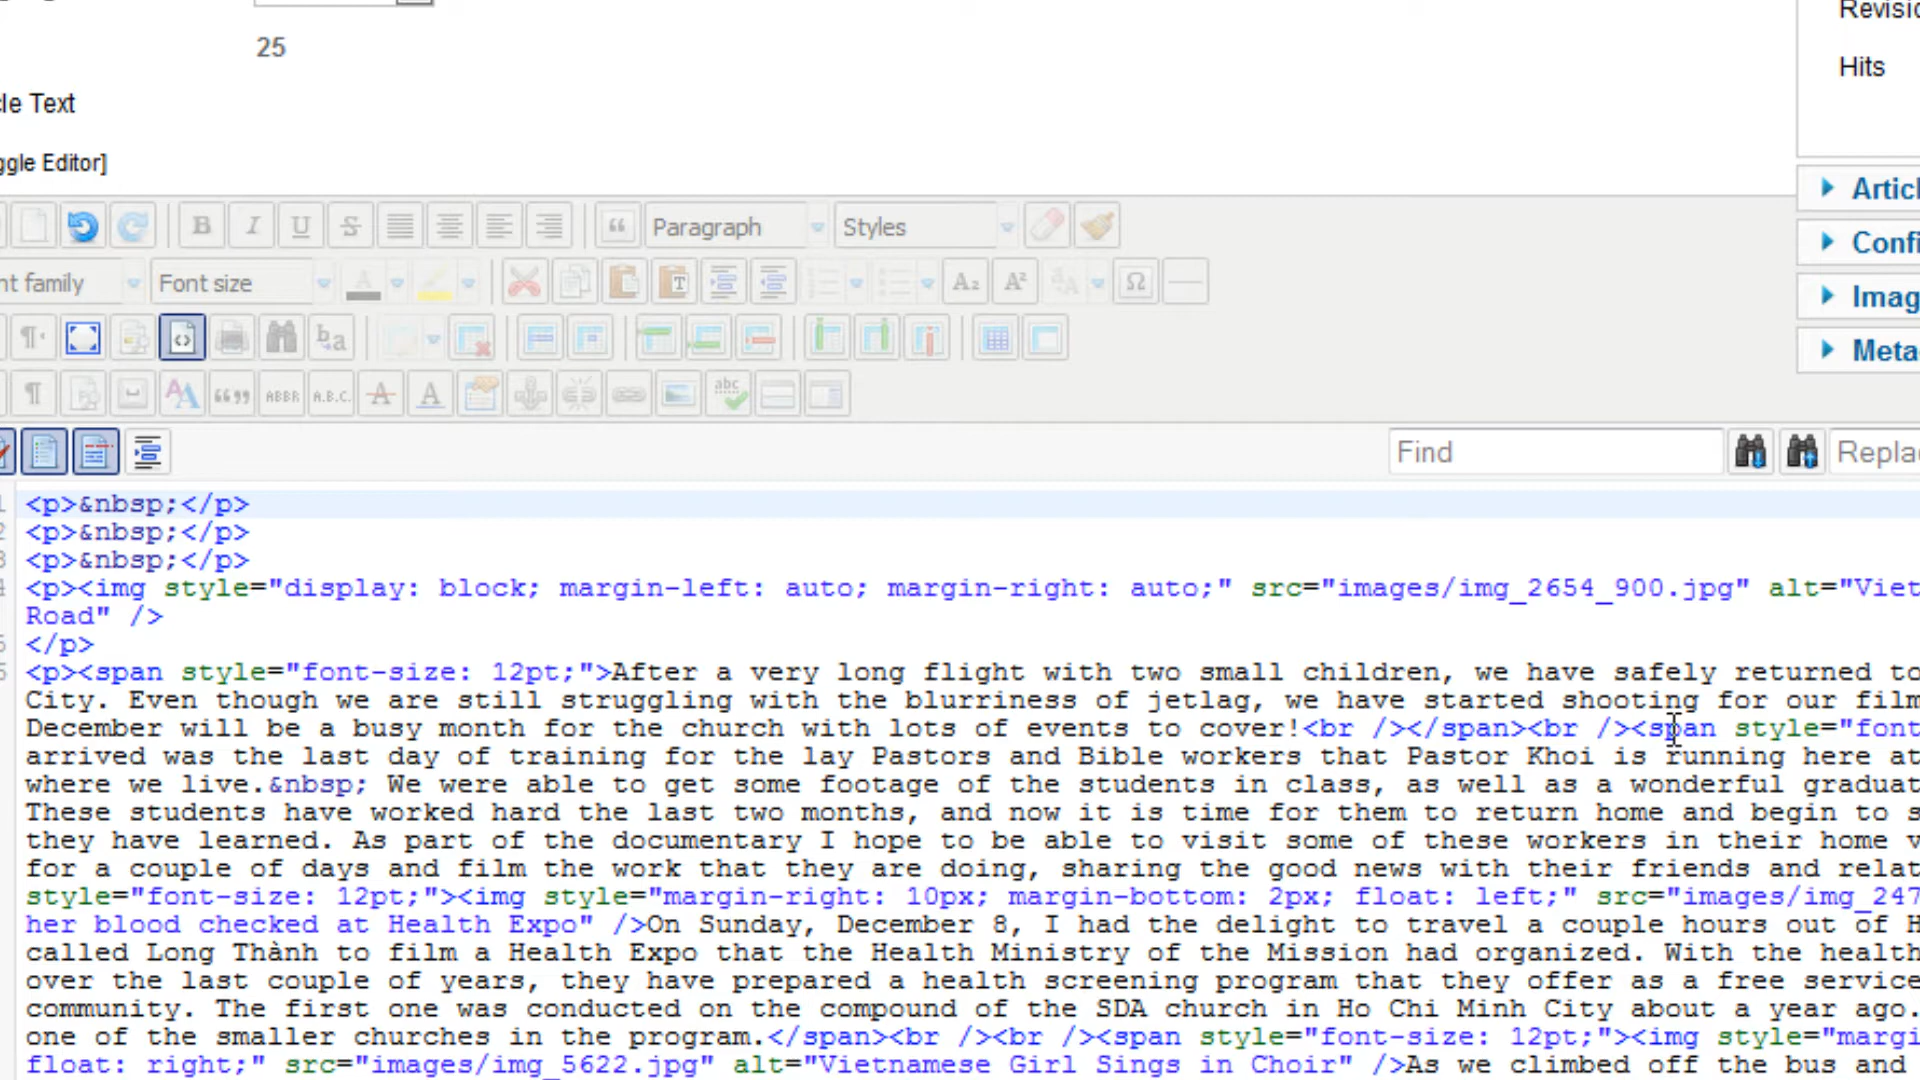 Revisio
25
Hits
cle Text
ggle Editor]
Artic
B I U S “ Paragraph Styles
Confi
nt family Font size A T A₂ A² Ω
Imag
b a
Meta
¶ A A “” ABBR A.B.C. A A abc
Find Replac
1 <p>&nbsp;</p>
2 <p>&nbsp;</p>
3 <p>&nbsp;</p>
4 <p><img style="display: block; margin-left: auto; margin-right: auto;" src="images/img_2654_900.jpg" alt="Viet
Road" />
5 </p>
<p><span style="font-size: 12pt;">After a very long flight with two small children, we have safely returned to
City. Even though we are still struggling with the blurriness of jetlag, we have started shooting for our film
December will be a busy month for the church with lots of events to cover!<br /></span><br /><span style="font
arrived was the last day of training for the lay Pastors and Bible workers that Pastor Khoi is running here at
where we live.&nbsp; We were able to get some footage of the students in class, as well as a wonderful graduat
These students have worked hard the last two months, and now it is time for them to return home and begin to s
they have learned. As part of the documentary I hope to be able to visit some of these workers in their home v
for a couple of days and film the work that they are doing, sharing the good news with their friends and relat
style="font-size: 12pt;"><img style="margin-right: 10px; margin-bottom: 2px; float: left;" src="images/img_247
her blood checked at Health Expo" />On Sunday, December 8, I had the delight to travel a couple hours out of H
called Long Thành to film a Health Expo that the Health Ministry of the Mission had organized. With the health
over the last couple of years, they have prepared a health screening program that they offer as a free service
community. The first one was conducted on the compound of the SDA church in Ho Chi Minh City about a year ago.
one of the smaller churches in the program.</span><br /><br /><span style="font-size: 12pt;"><img style="margi
float: right;" src="images/img_5622.jpg" alt="Vietnamese Girl Sings in Choir" />As we climbed off the bus and